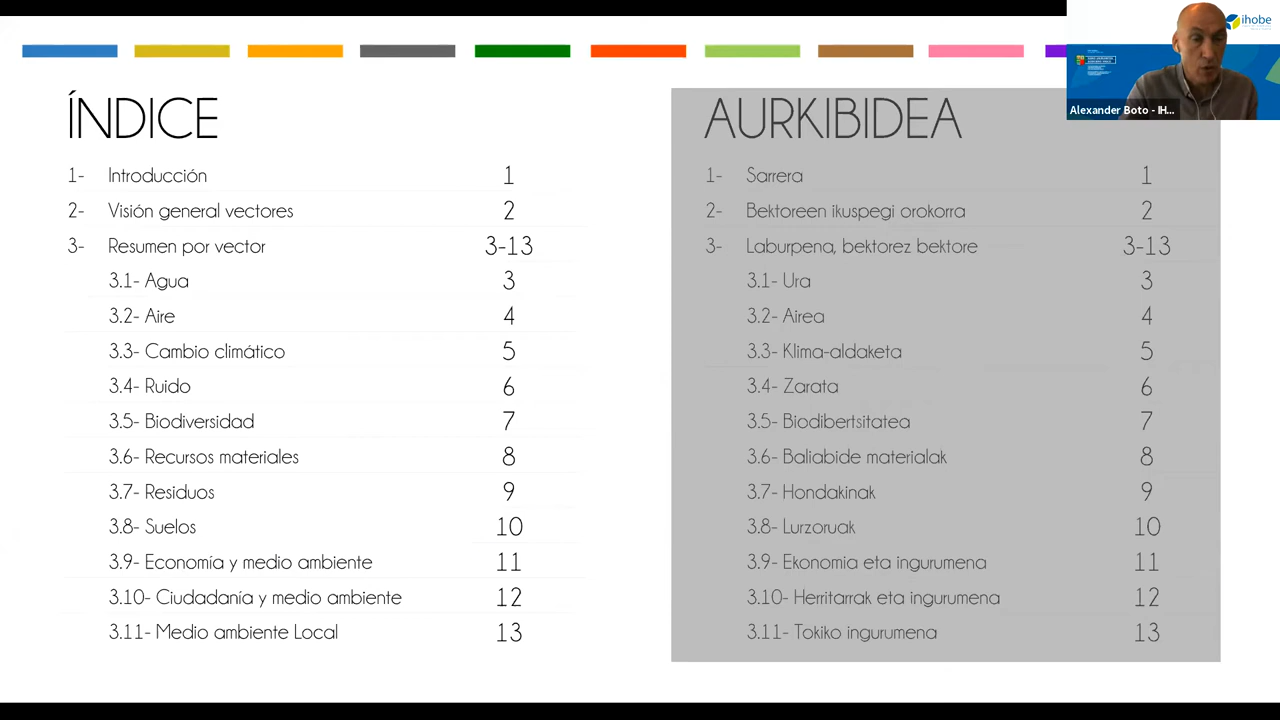 ÍNDICE
1- Introducción 1
2- Visión general vectores 2
3- Resumen por vector 3-13
3.1- Agua 3
3.2- Aire 4
3.3- Cambio climático 5
3.4- Ruido 6
3.5- Biodiversidad 7
3.6- Recursos materiales 8
3.7- Residuos 9
3.8- Suelos 10
3.9- Economía y medio ambiente 11
3.10- Ciudadanía y medio ambiente 12
3.11- Medio ambiente Local 13
AURKIBIDEA
1- Sarrera 1
2- Bektoreen ikuspegi orokorra 2
3- Laburpena, bektorez bektore 3-13
3.1- Ura 3
3.2- Airea 4
3.3- Klima-aldaketa 5
3.4- Zarata 6
3.5- Biodibertsitatea 7
3.6- Baliabide materialak 8
3.7- Hondakinak 9
3.8- Lurzoruak 10
3.9- Ekonomia eta ingurumena 11
3.10- Herritarrak eta ingurumena 12
3.11- Tokiko ingurumena 13
ihobe
Alexander Boto - IH...